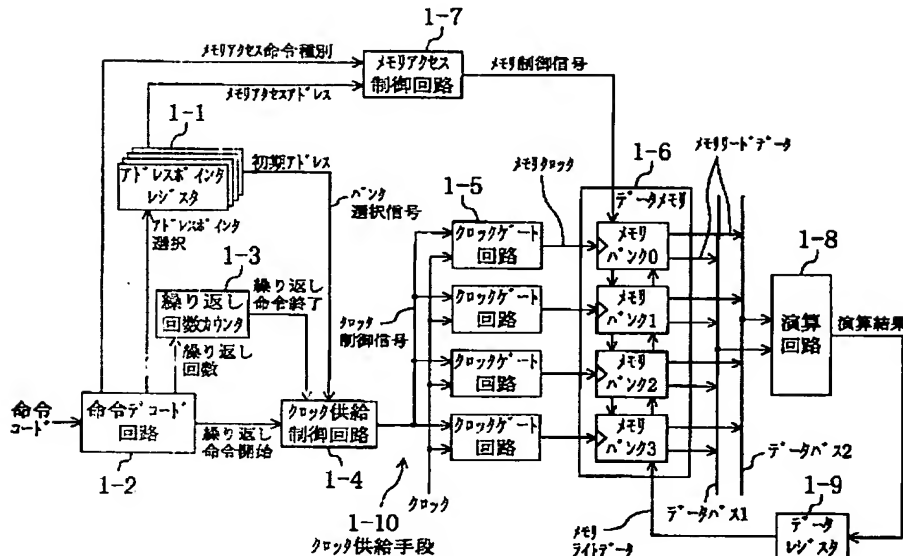 1-7
メモリアクセス命令種別
メモリアクセス
制御回路
メモリ制御信号
メモリアクセスアドレス
1-1
アドレスポインタ
レジスタ
初期アドレス
バンク
選択信号
アドレスポインタ
選択
1-3
繰り返し
回数カウンタ
繰り返し
命令終了
繰り返し
回数
命令
コード
命令デコード
回路
1-2
繰り返し
命令開始
クロック供給
制御回路
1-4
クロック
制御信号
1-5
クロックゲート
回路
クロックゲート
回路
クロックゲート
回路
クロックゲート
回路
メモリクロック
1-6
データメモリ
メモリ
バンク0
メモリ
バンク1
メモリ
バンク2
メモリ
バンク3
メモリリードデータ
1-8
演算
回路
演算結果
データバス2
データバス1
1-9
データ
レジスタ
メモリ
ライトデータ
クロック
1-10
クロック供給手段